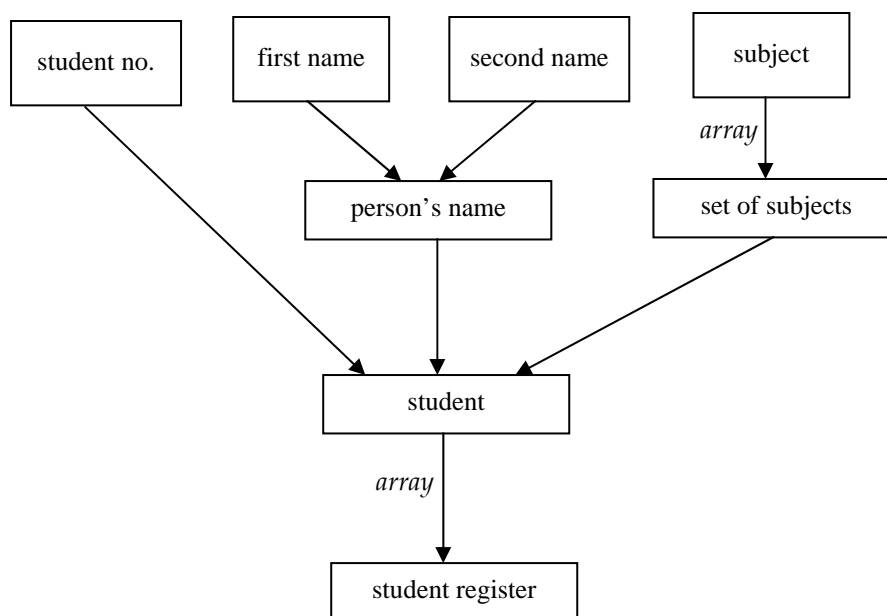 student no.
first name
second name
subject
array
person’s name
set of subjects
student
array
student register